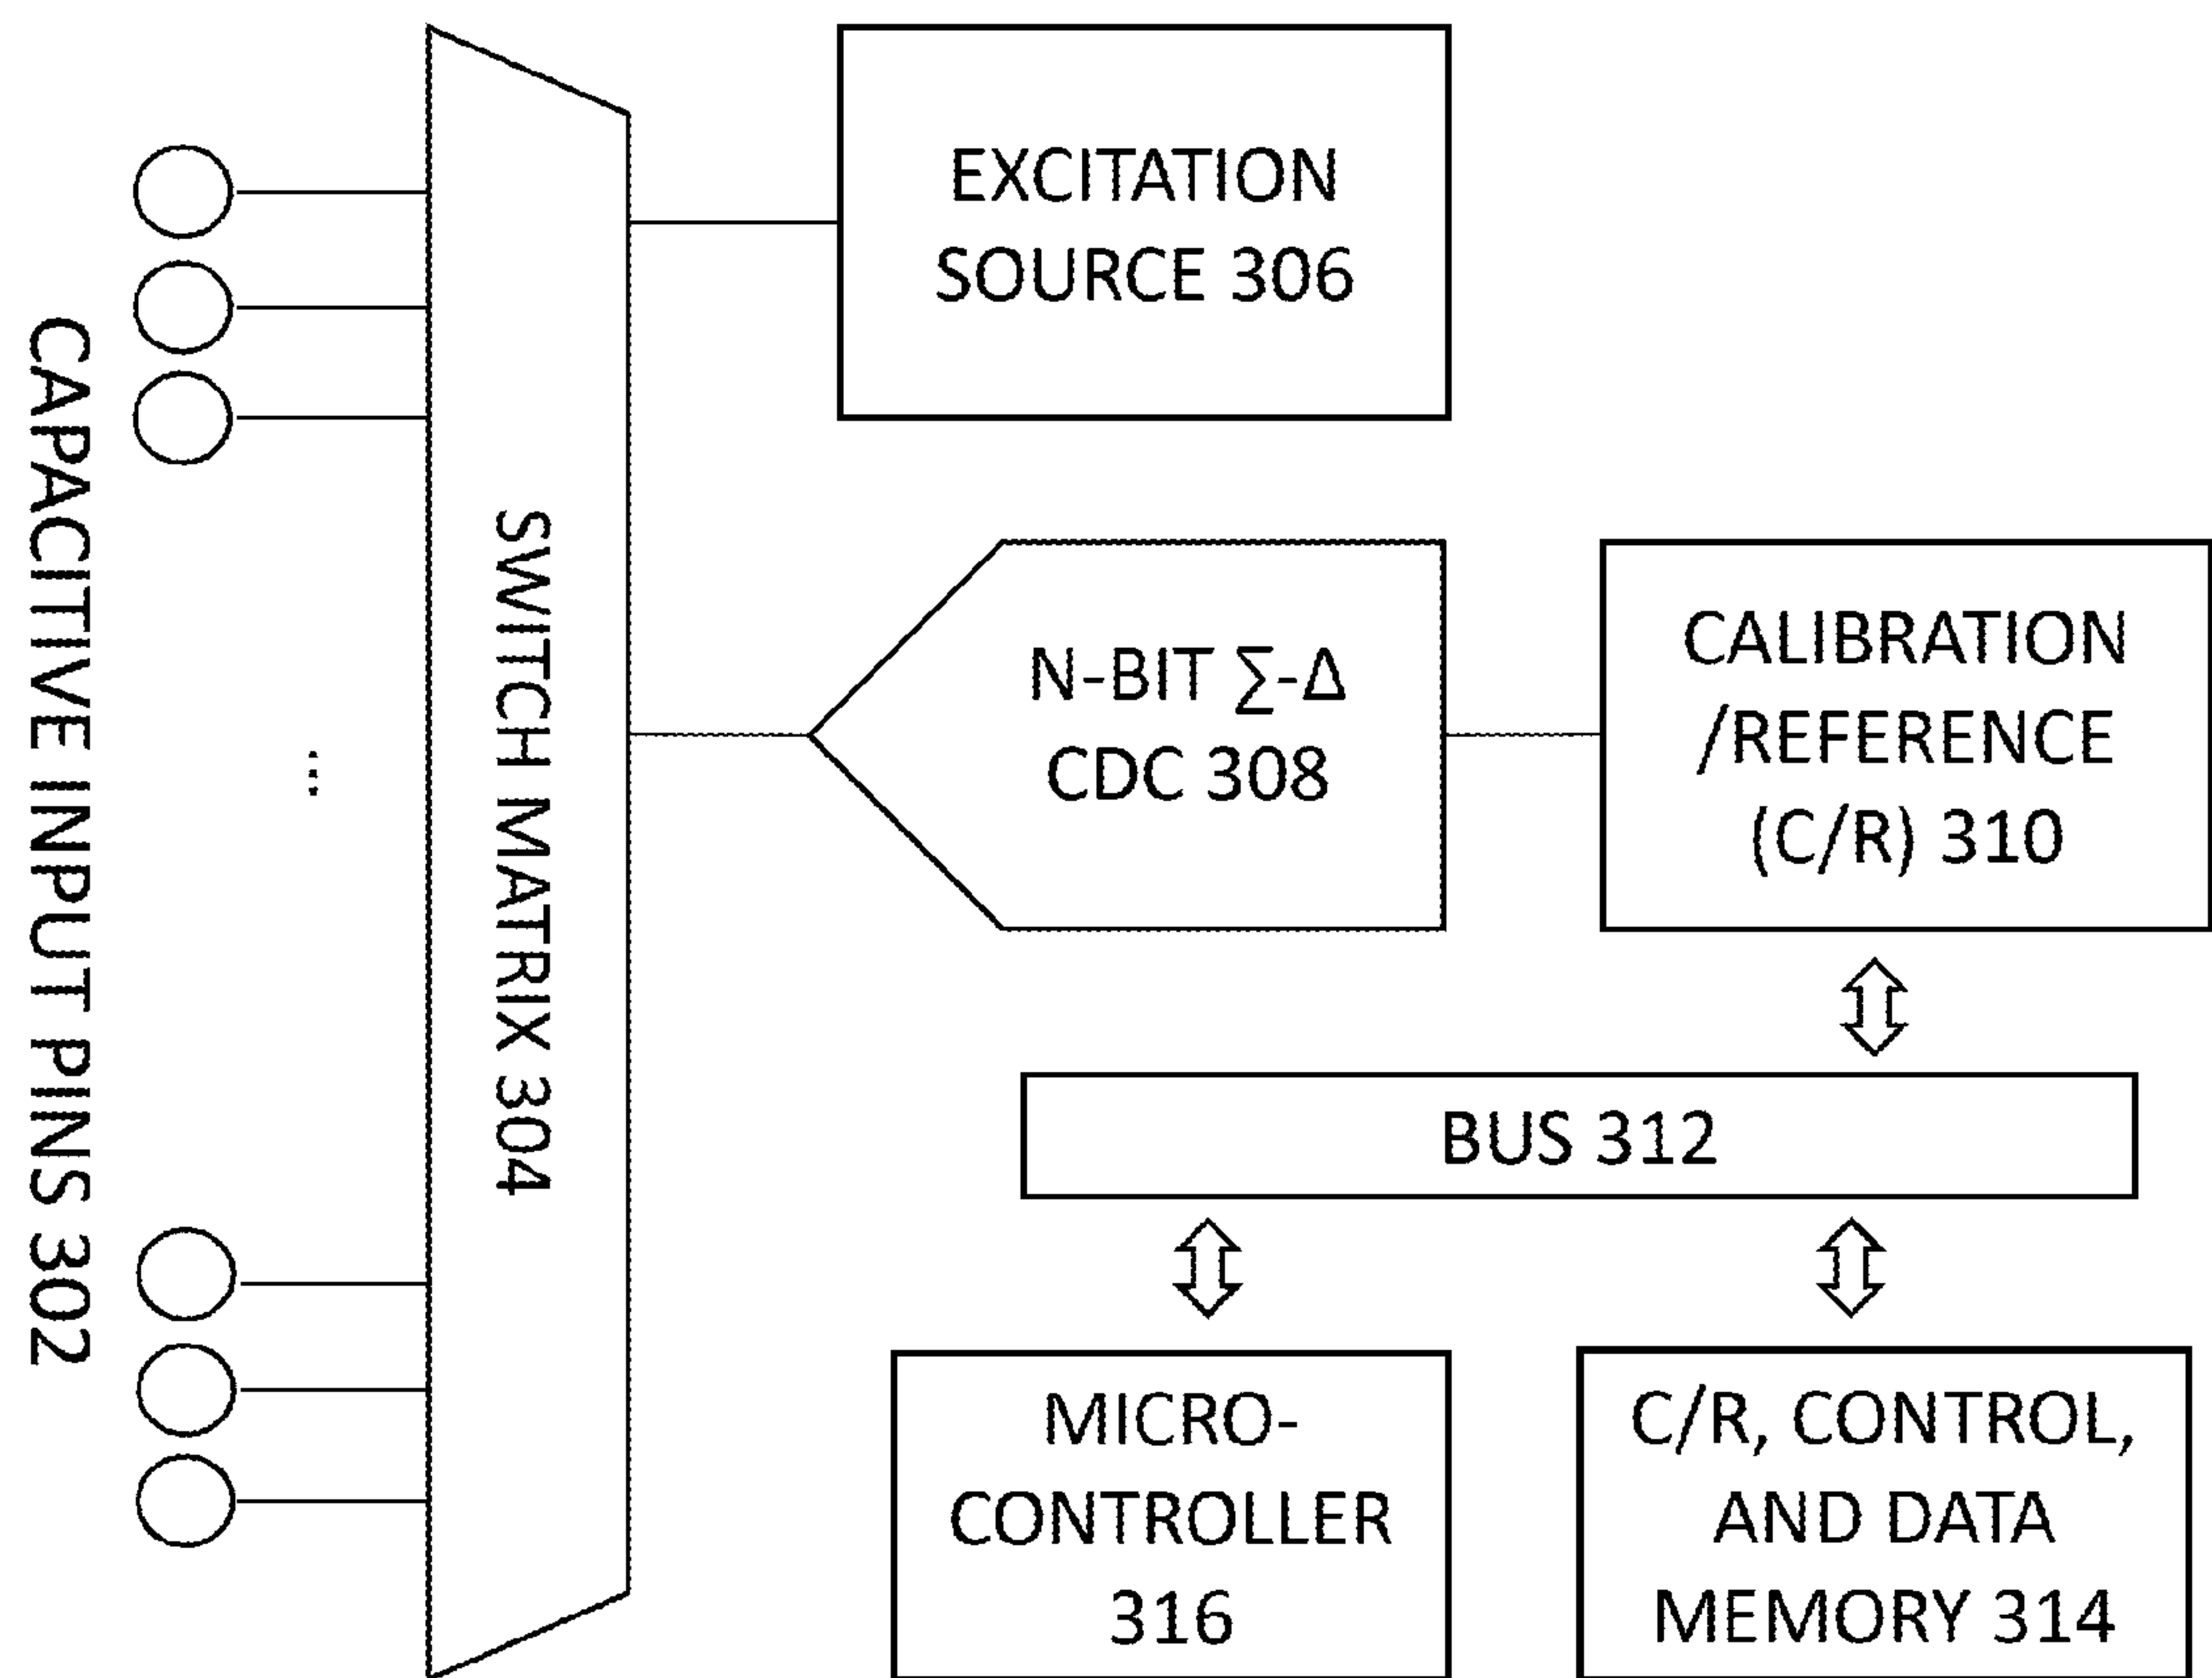 CAPACITIVE INPUT PINS 302
...
SWITCH MATRIX 304
EXCITATION
SOURCE 306
N-BIT ∑-Δ
CDC 308
CALIBRATION
/REFERENCE
(C/R) 310
BUS 312
MICRO-
CONTROLLER
316
C/R, CONTROL,
AND DATA
MEMORY 314